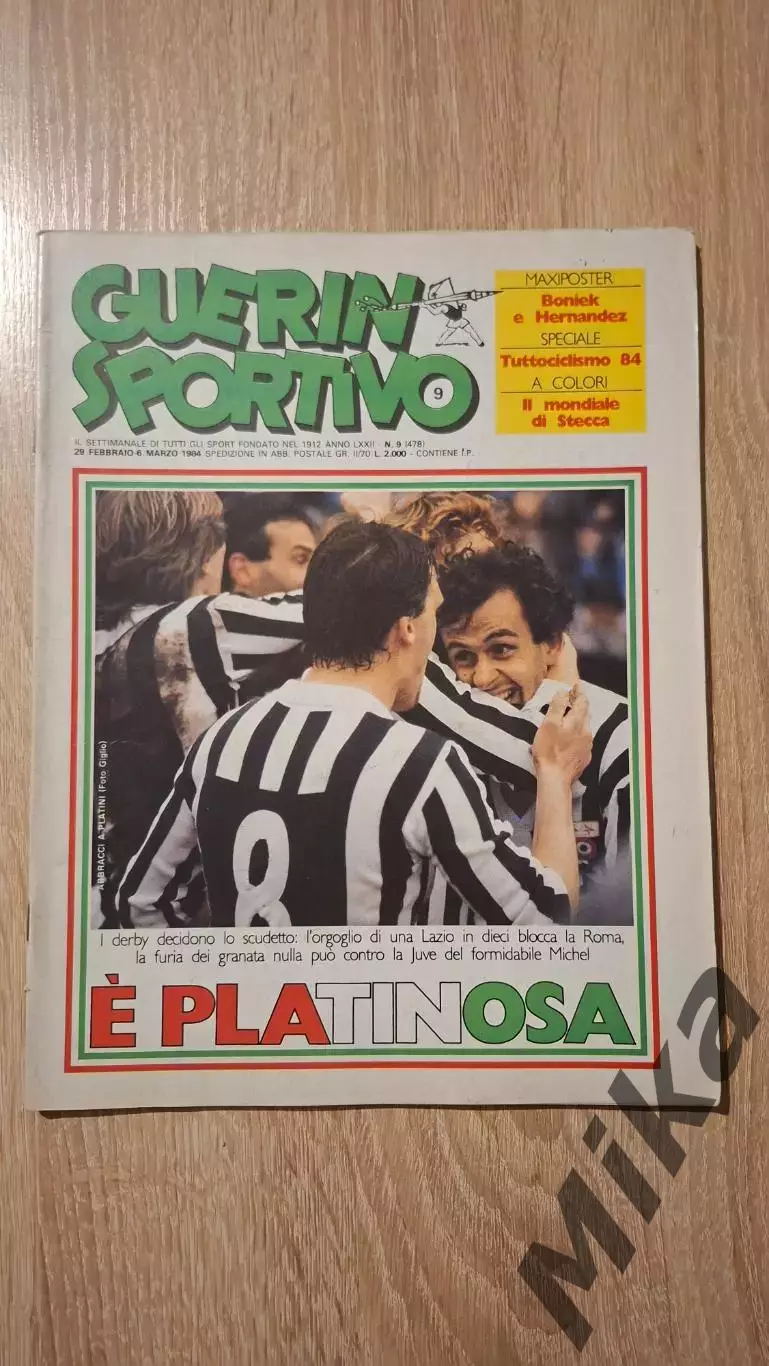 GUERIN
SPORTIVO
9
MAXIPOSTER
Boniek
e Hernandez
SPECIALE
Tuttociclismo 84
A COLORI
Il mondiale
di Stecca
IL SETTIMANALE DI TUTTI GLI SPORT FONDATO NEL 1912 ANNO LXXII - N. 9 (478)
29 FEBBRAIO-6 MARZO 1984 SPEDIZIONE IN ABB. POSTALE GR. II/70 L. 2.000 - CONTIENE I.P.
ABBRACCI A PLATINI (Foto Giglio)
8
I derby decidono lo scudetto: l'orgoglio di una Lazio in dieci blocca la Roma,
la furia dei granata nulla può contro la Juve del formidabile Michel
È PLATINOSA
Mika